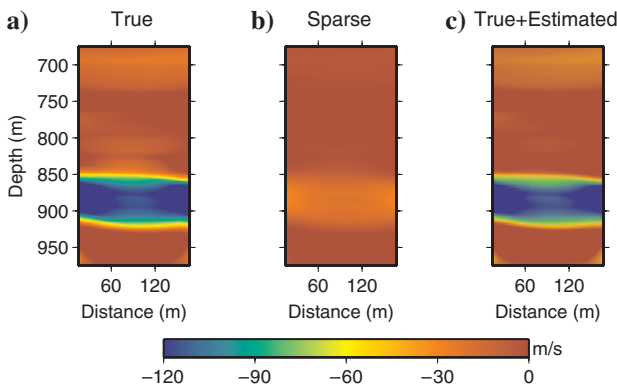 a) True
b) Sparse
c) True+Estimated
Depth (m)
700
750
800
850
900
950
60 120
60 120
60 120
Distance (m)
Distance (m)
Distance (m)
m/s
−120 −90 −60 −30 0